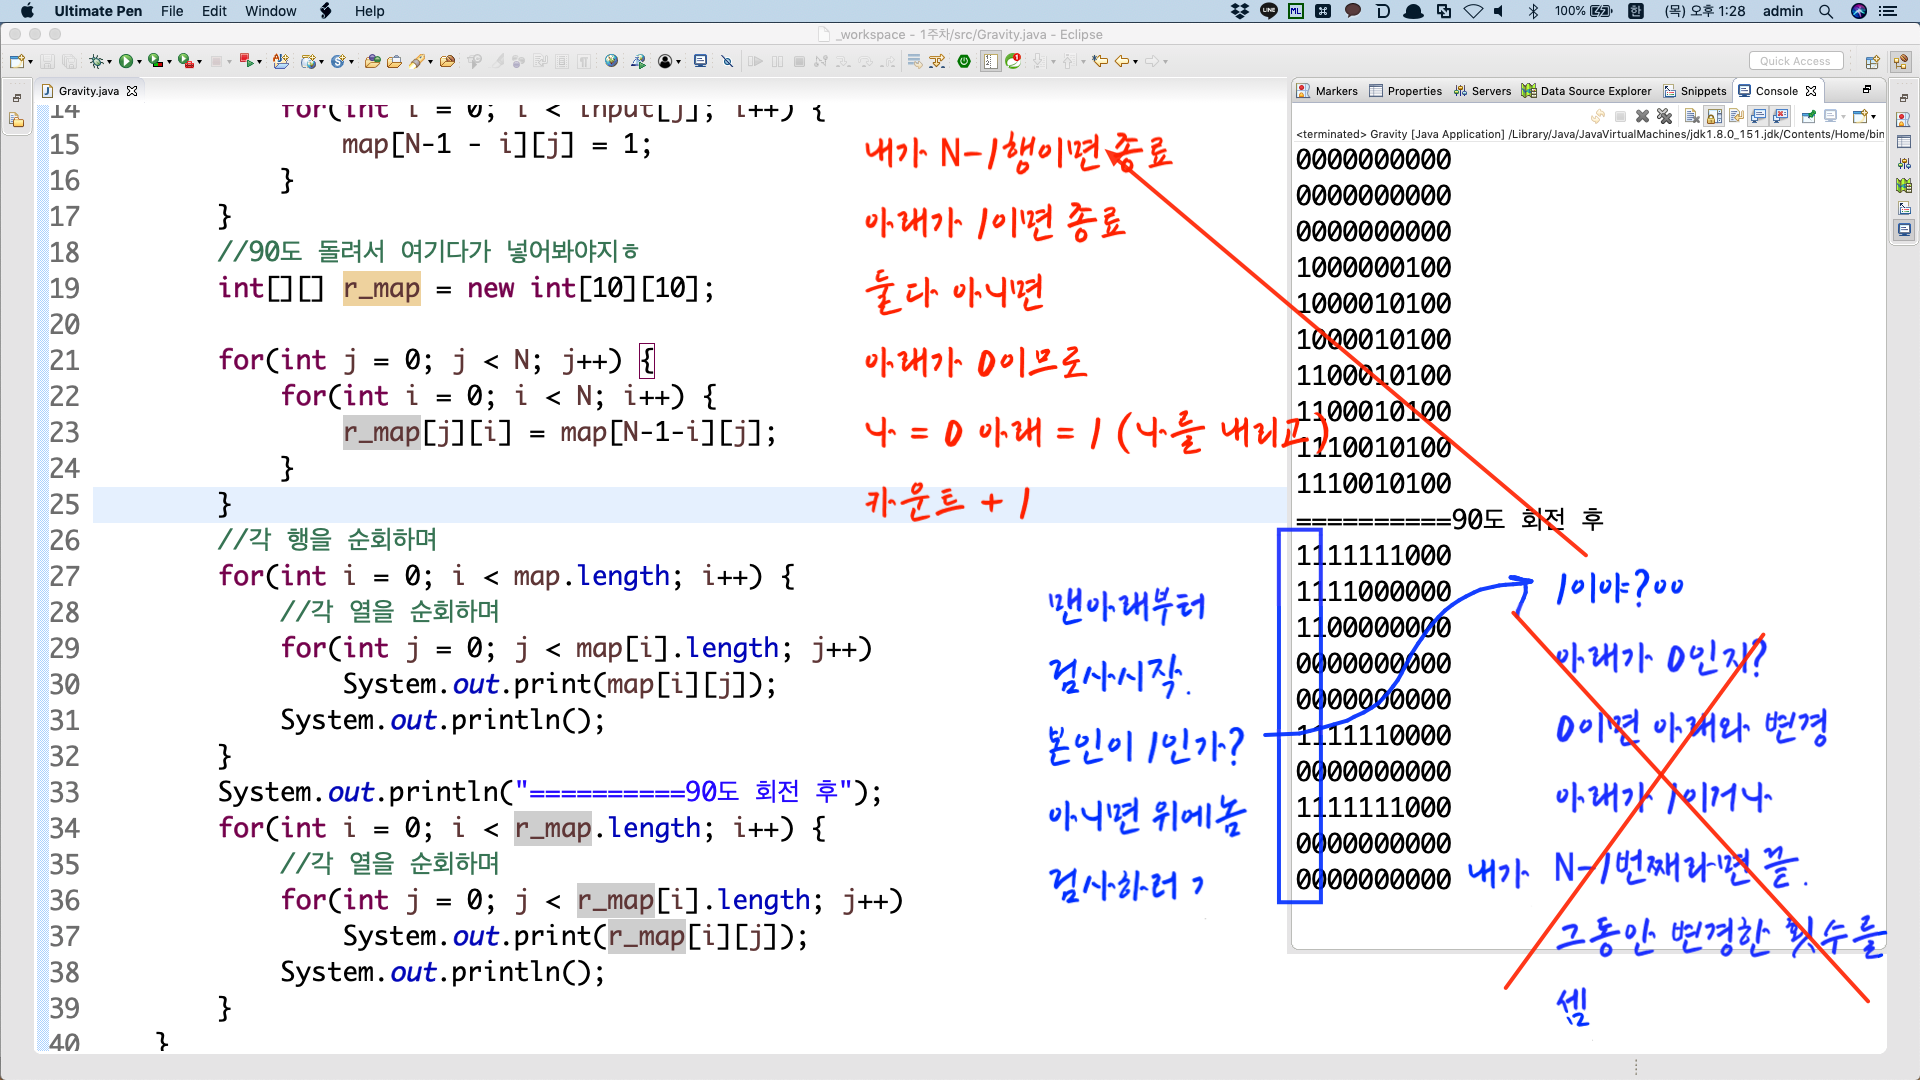 Ultimate Pen File Edit Window Help
100% 한 (목) 오후 1:28 admin
_workspace - 1주차/src/Gravity.java - Eclipse
Quick Access
Gravity.java
14 for(int i = 0; i < input[j]; i++) {
15 map[N-1 - i][j] = 1;
16 }
17 }
18 //90도 돌려서 여기다가 넣어봐야지ㅎ
19 int[][] r_map = new int[10][10];
20
21 for(int j = 0; j < N; j++) {
22 for(int i = 0; i < N; i++) {
23 r_map[j][i] = map[N-1-i][j];
24 }
25 }
26 //각 행을 순회하며
27 for(int i = 0; i < map.length; i++) {
28 //각 열을 순회하며
29 for(int j = 0; j < map[i].length; j++)
30 System.out.print(map[i][j]);
31 System.out.println();
32 }
33 System.out.println("==========90도 회전 후");
34 for(int i = 0; i < r_map.length; i++) {
35 //각 열을 순회하며
36 for(int j = 0; j < r_map[i].length; j++)
37 System.out.print(r_map[i][j]);
38 System.out.println();
39 }
40 }
내가 N-1행이면 종료
아래가 1이면 종료
둘다 아니면
아래가 0이므로
나 = 0 아래 = 1 (나를 내리고)
카운트 + 1
맨아래부터
검사시작.
본인이 1인가?
아니면 위에놈
검사하러 ㄱ
Markers Properties Servers Data Source Explorer Snippets Console
<terminated> Gravity [Java Application] /Library/Java/JavaVirtualMachines/jdk1.8.0_151.jdk/Contents/Home/bin
0000000000
0000000000
0000000000
1000000100
1000010100
1000010100
1100010100
1100010100
1110010100
1110010100
==========90도 회전 후
1111111000
1111000000
1100000000
0000000000
0000000000
1111110000
0000000000
1111111000
0000000000
0000000000
1이야?ㅇㅇ
아래가 0인지?
0이면 아래와 변경
아래가 1이거나
내가 N-1번째라면 끝.
그동안 변경한 횟수를
셈